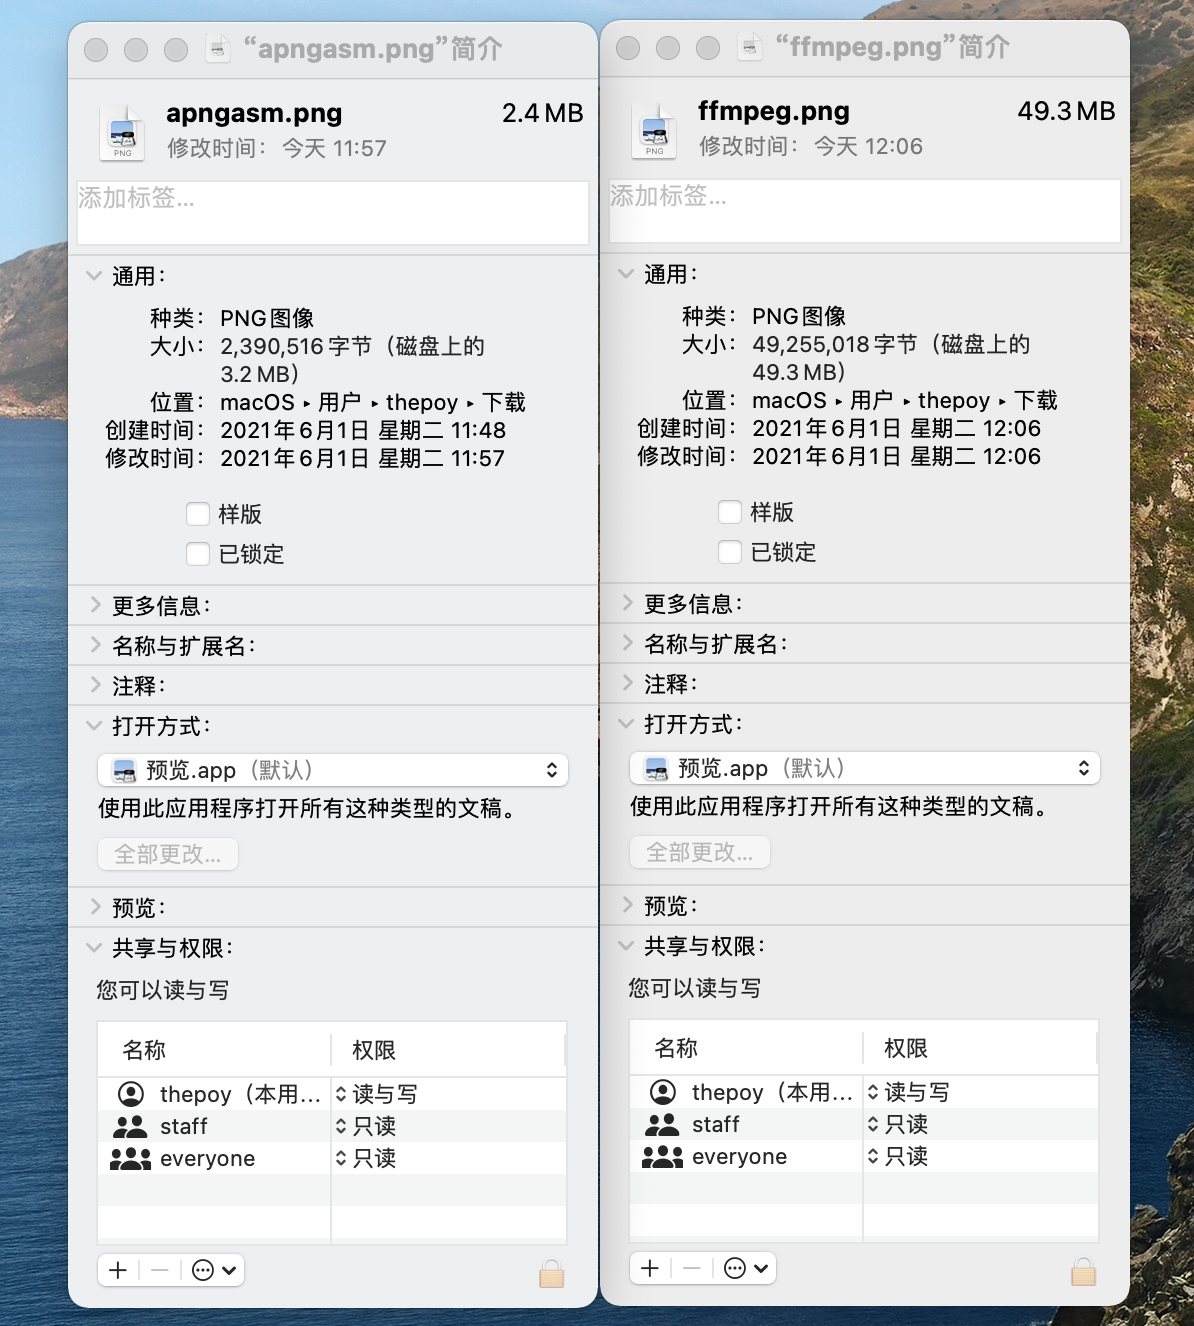 “apngasm.png”简介
apngasm.png
2.4 MB
修改时间：今天 11:57
添加标签...
通用：
种类：PNG图像
大小：2,390,516 字节（磁盘上的
3.2 MB）
位置：macOS ▸ 用户 ▸ thepoy ▸ 下载
创建时间：2021年6月1日 星期二 11:48
修改时间：2021年6月1日 星期二 11:57
样版
已锁定
更多信息：
名称与扩展名：
注释：
打开方式：
预览.app（默认）
使用此应用程序打开所有这种类型的文稿。
全部更改...
预览：
共享与权限：
您可以读与写
名称 权限
thepoy（本用... 读与写
staff 只读
everyone 只读
“ffmpeg.png”简介
ffmpeg.png
49.3 MB
修改时间：今天 12:06
添加标签...
通用：
种类：PNG图像
大小：49,255,018 字节（磁盘上的
49.3 MB）
位置：macOS ▸ 用户 ▸ thepoy ▸ 下载
创建时间：2021年6月1日 星期二 12:06
修改时间：2021年6月1日 星期二 12:06
样版
已锁定
更多信息：
名称与扩展名：
注释：
打开方式：
预览.app（默认）
使用此应用程序打开所有这种类型的文稿。
全部更改...
预览：
共享与权限：
您可以读与写
名称 权限
thepoy（本用... 读与写
staff 只读
everyone 只读